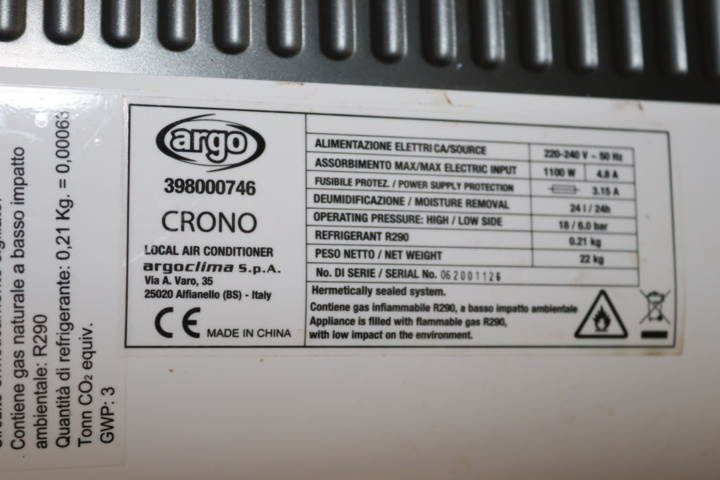 Contiene gas naturale a basso impatto
ambientale: R290
Quantità di refrigerante: 0,21 Kg. = 0,00063
Tonn CO₂ equiv.
GWP: 3
argo
398000746
CRONO
LOCAL AIR CONDITIONER
argoclima S.p.A.
Via A. Varo, 35
25020 Alfianello (BS) - Italy
CE MADE IN CHINA
ALIMENTAZIONE ELETTRICA/SOURCE 220-240 V ~ 50 Hz
ASSORBIMENTO MAX/MAX ELECTRIC INPUT 1100 W 4.8 A
FUSIBILE PROTEZ. / POWER SUPPLY PROTECTION 3.15 A
DEUMIDIFICAZIONE / MOISTURE REMOVAL 24 l / 24h
OPERATING PRESSURE: HIGH / LOW SIDE 18 / 6.0 bar
REFRIGERANT R290 0.21 kg
PESO NETTO / NET WEIGHT 22 kg
No. DI SERIE / SERIAL No. 062001126
Hermetically sealed system.
Contiene gas infiammabile R290, a basso impatto ambientale
Appliance is filled with flammable gas R290,
with low impact on the environment.